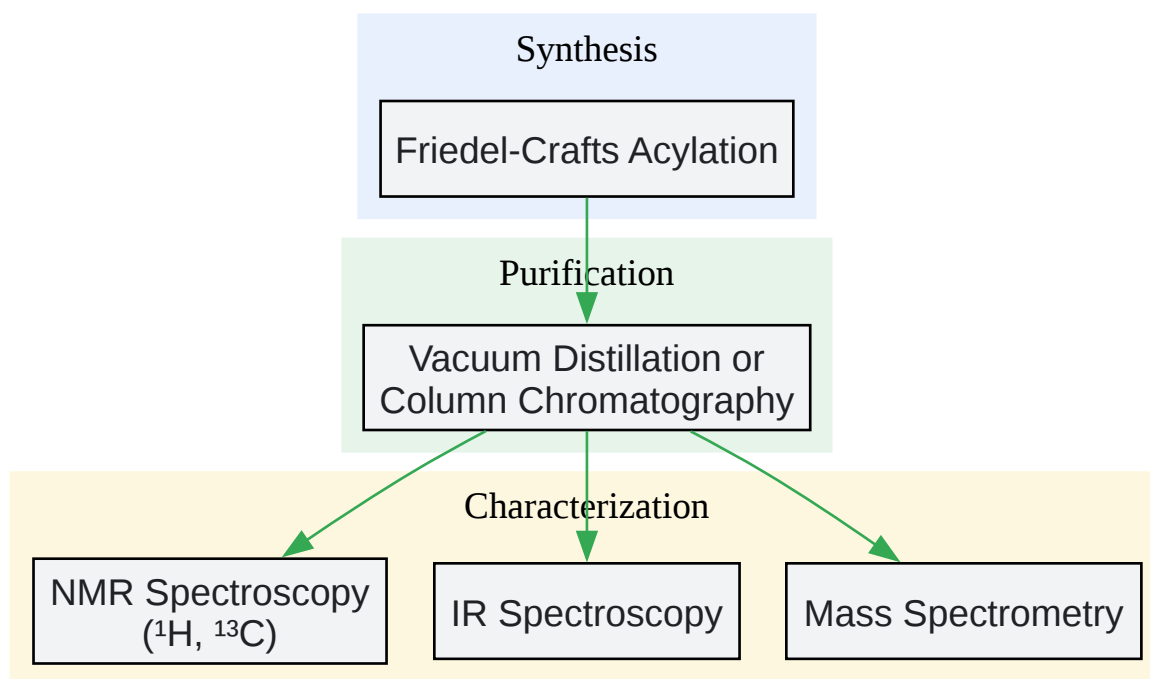 Synthesis
Friedel-Crafts Acylation
Purification
Vacuum Distillation or
Column Chromatography
Characterization
NMR Spectroscopy
(¹H, ¹³C)
IR Spectroscopy
Mass Spectrometry